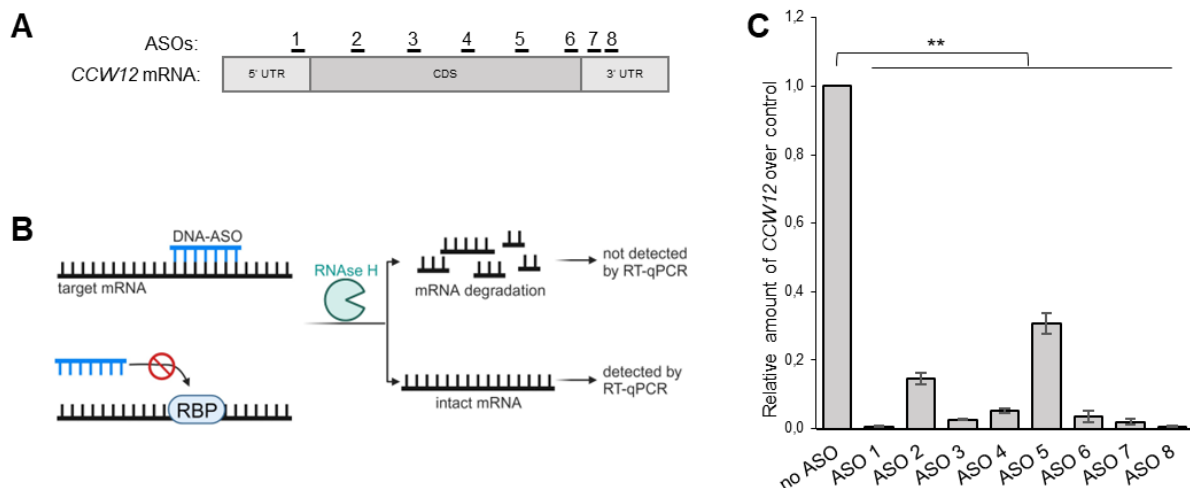 A
ASOs:
1 2 3 4 5 6 7 8
CCW12 mRNA:
5' UTR CDS 3' UTR
B
DNA-ASO
target mRNA
RBP
RNAse H
mRNA degradation
not detected
by RT-qPCR
intact mRNA
detected by
RT-qPCR
C
Relative amount of CCW12 over control
1,2
1,0
0,8
0,6
0,4
0,2
0,0
**
no ASO
ASO 1
ASO 2
ASO 3
ASO 4
ASO 5
ASO 6
ASO 7
ASO 8